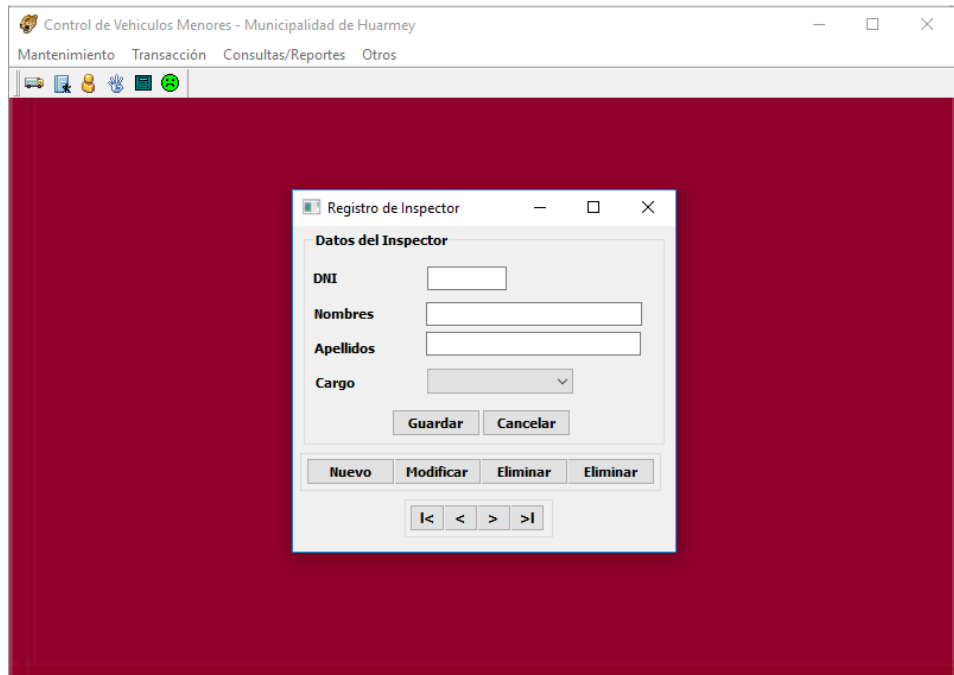 Control de Vehiculos Menores - Municipalidad de Huarmey
Mantenimiento Transacción Consultas/Reportes Otros
Registro de Inspector
Datos del Inspector
DNI
Nombres
Apellidos
Cargo
Guardar Cancelar
Nuevo Modificar Eliminar Eliminar
I< < > >I